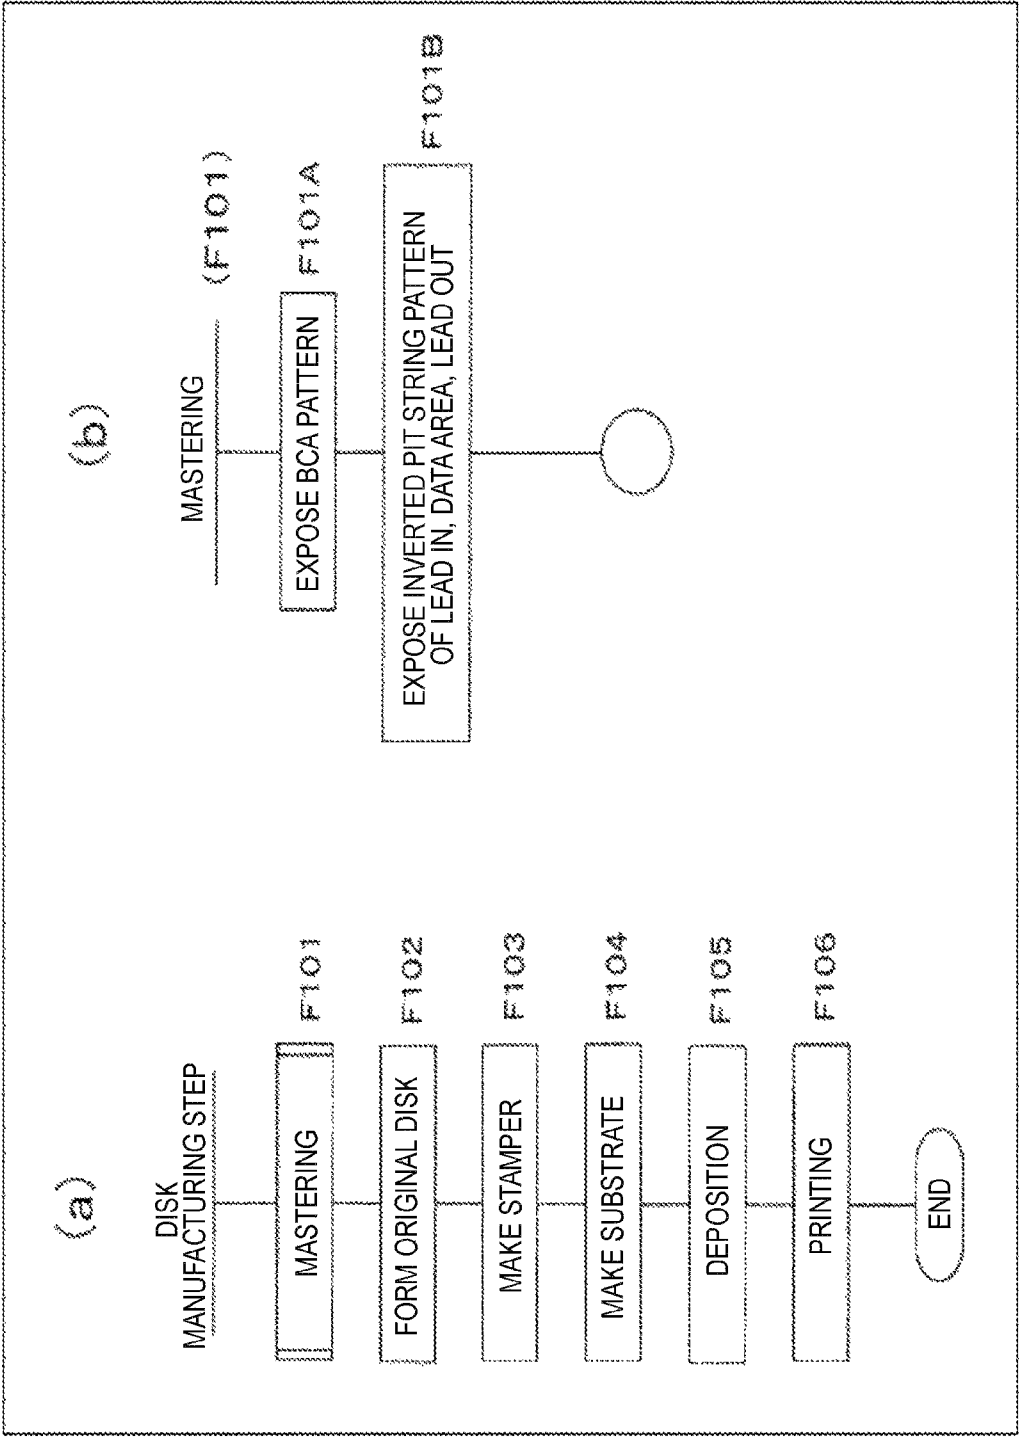 (a)
DISK
MANUFACTURING STEP
MASTERING
F101
FORM ORIGINAL DISK
F102
MAKE STAMPER
F103
MAKE SUBSTRATE
F104
DEPOSITION
F105
PRINTING
F106
END
(b)
MASTERING
(F101)
EXPOSE BCA PATTERN
F101A
EXPOSE INVERTED PIT STRING PATTERN
OF LEAD IN, DATA AREA, LEAD OUT
F101B